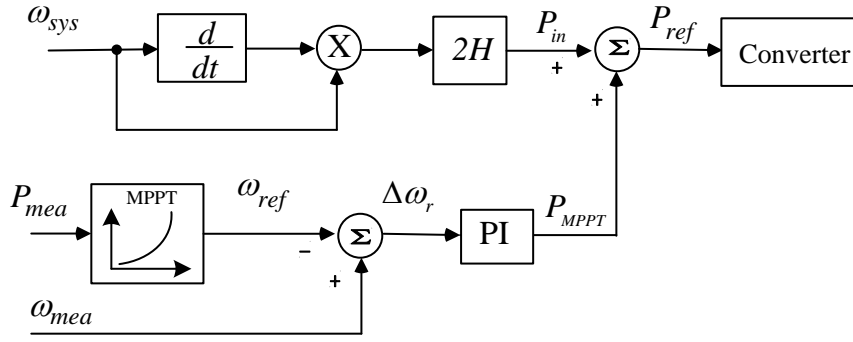 ω_sys
d
dt
X
2H
P_in
+
Σ
P_ref
Converter
+
P_mea
MPPT
ω_ref
−
Σ
Δω_r
PI
P_MPPT
+
ω_mea